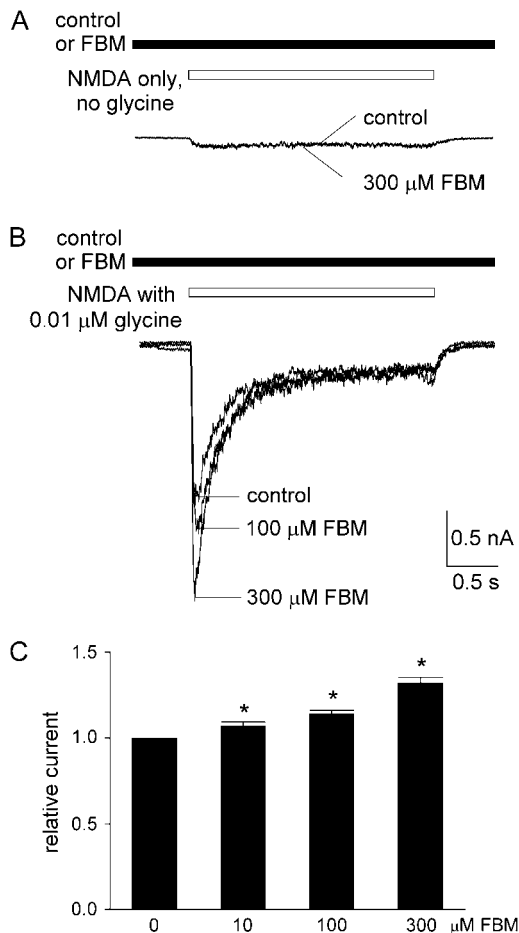 A
control
or FBM
NMDA only,
no glycine
control
300 μM FBM
B
control
or FBM
NMDA with
0.01 μM glycine
control
100 μM FBM
300 μM FBM
0.5 nA
0.5 s
C
relative current
1.5
1.0
0.5
0.0
* * *
0 10 100 300 μM FBM